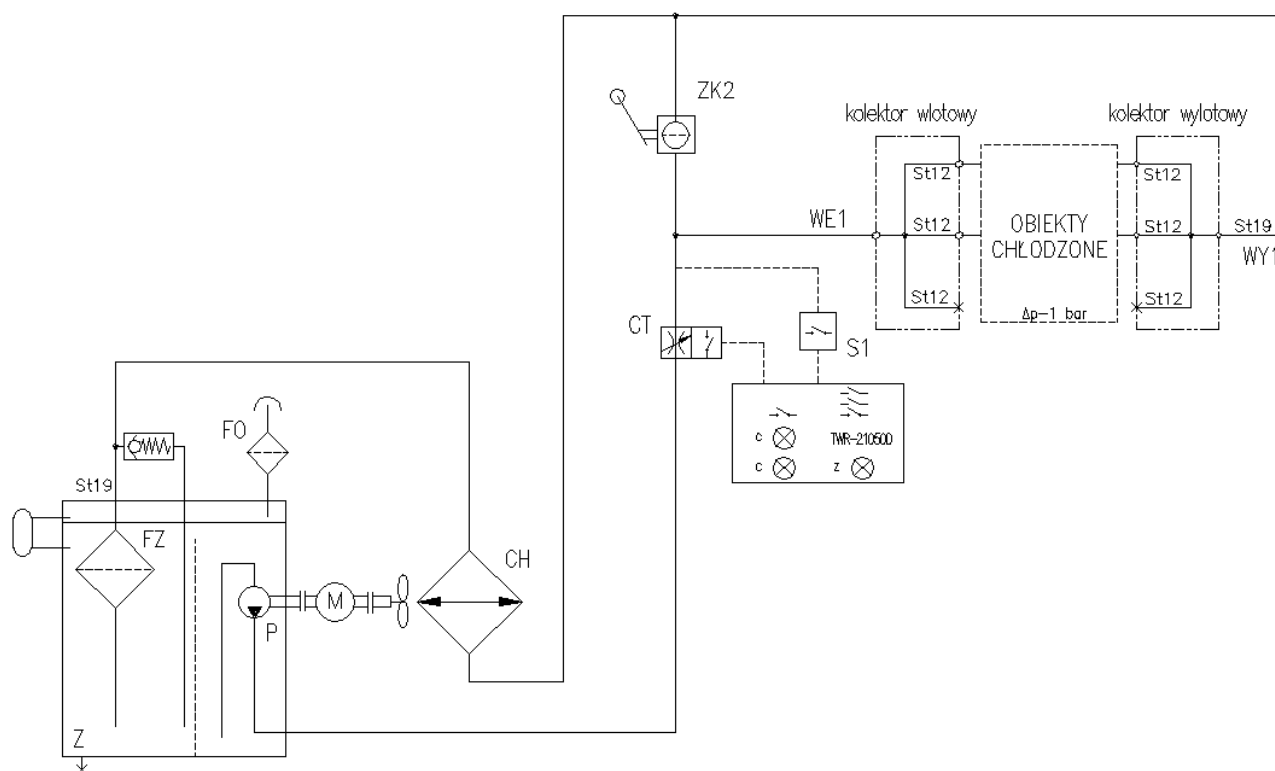 ZK2
kolektor wlotowy
kolektor wylotowy
St12
St12
WE1
St12
OBIEKTY
CHŁODZONE
St12
St19
WY1
St12
St12
Δp-1 bar
CT
S1
FO
c
TWR-21050D
c
z
St19
FZ
CH
M
P
Z